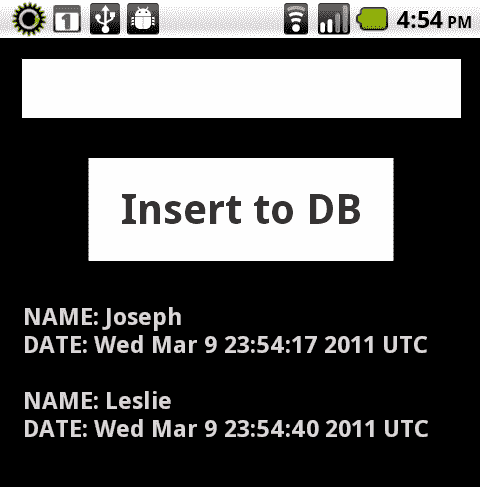 1
4:54 PM
Insert to DB
NAME: Joseph
DATE: Wed Mar 9 23:54:17 2011 UTC
NAME: Leslie
DATE: Wed Mar 9 23:54:40 2011 UTC